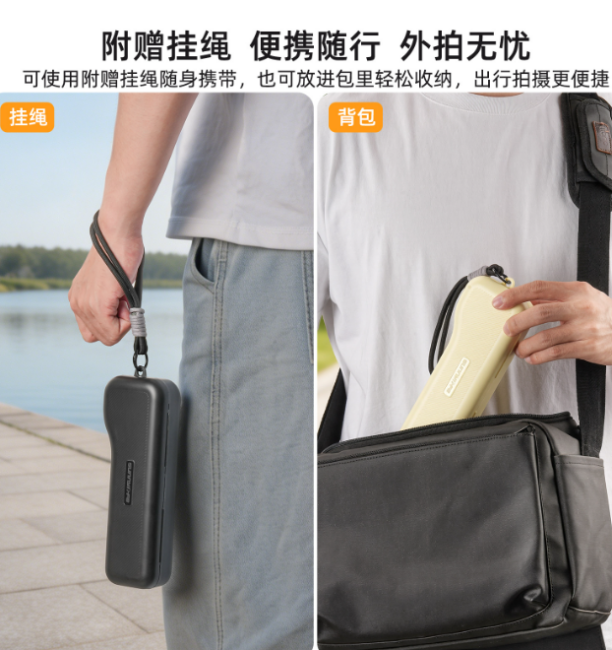 附赠挂绳 便携随行 外拍无忧
可使用附赠挂绳随身携带，也可放进包里轻松收纳，出行拍摄更便捷
挂绳
背包